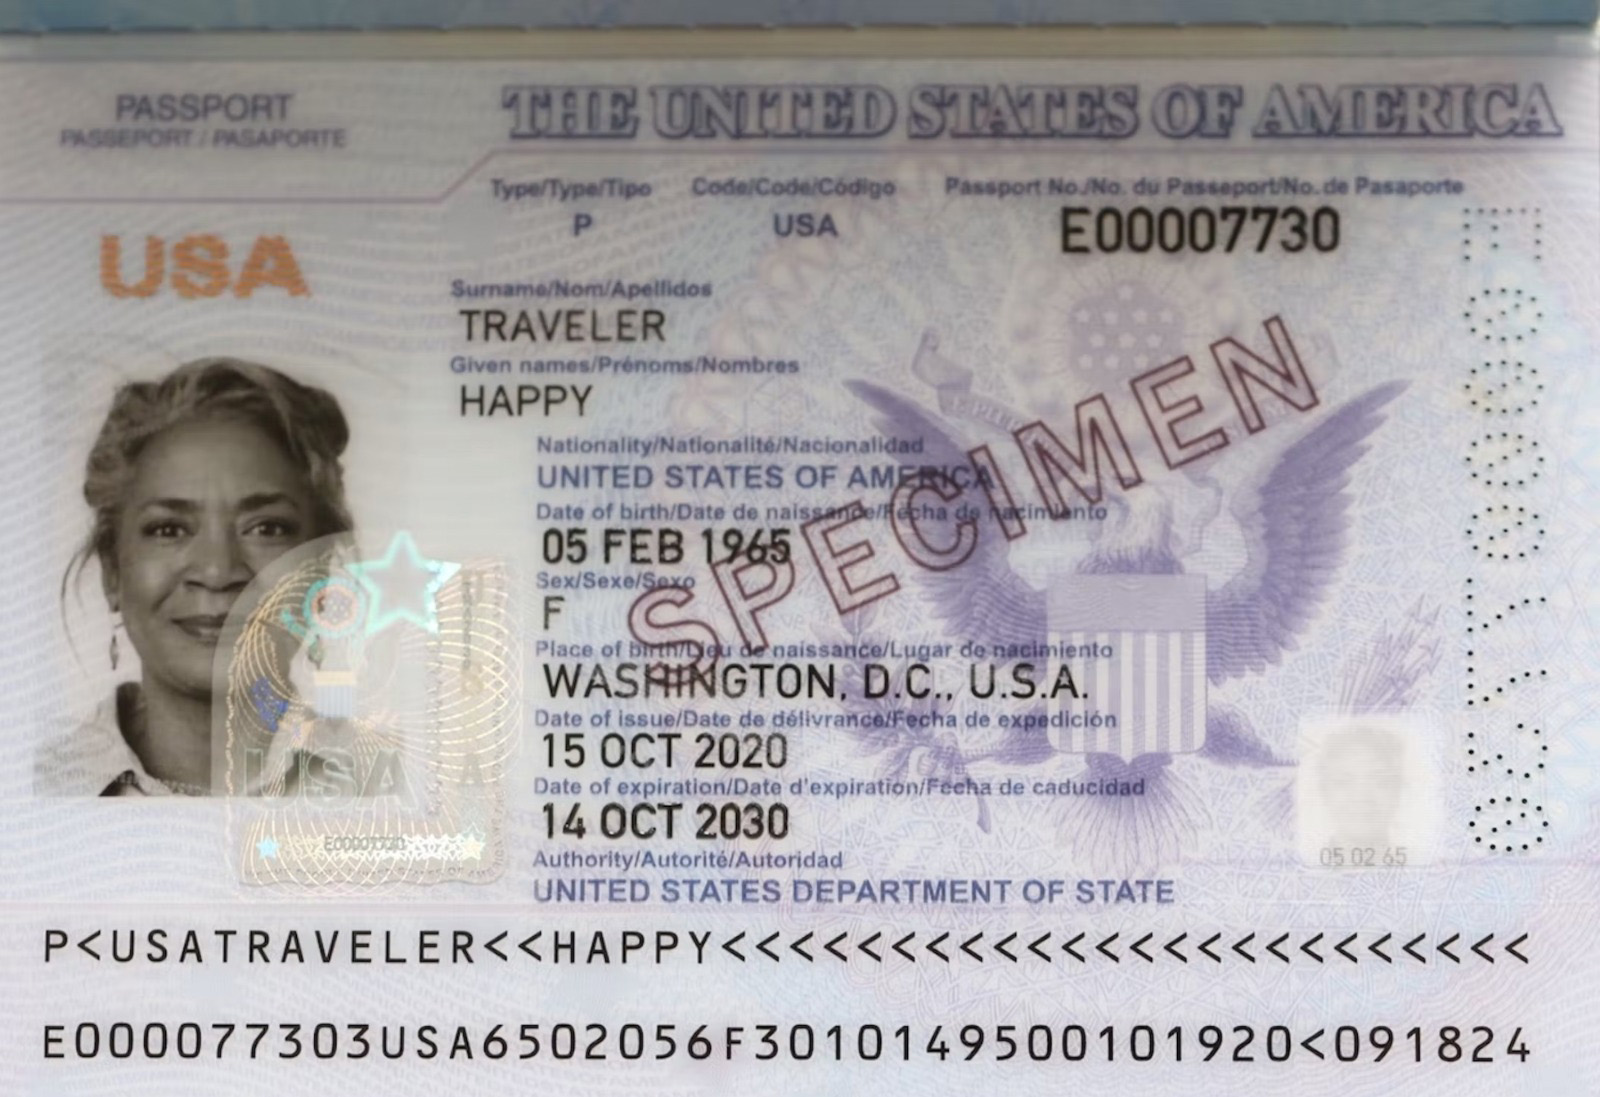 PASSPORT
PASSEPORT / PASAPORTE
THE UNITED STATES OF AMERICA
Type/Type/Tipo Code/Code/Código Passport No./No. du Passeport/No. de Pasaporte
P USA E00007730
USA
Surname/Nom/Apellidos
TRAVELER
Given names/Prénoms/Nombres
HAPPY
Nationality/Nationalité/Nacionalidad
UNITED STATES OF AMERICA
Date of birth/Date de naissance/Fecha de nacimiento
05 FEB 1965
Sex/Sexe/Sexo
F
Place of birth/Lieu de naissance/Lugar de nacimiento
WASHINGTON, D.C., U.S.A.
Date of issue/Date de délivrance/Fecha de expedición
15 OCT 2020
Date of expiration/Date d'expiration/Fecha de caducidad
14 OCT 2030
Authority/Autorité/Autoridad
UNITED STATES DEPARTMENT OF STATE
SPECIMEN
USA
USA
E00007730
05 02 65
E00007730
P<USATRAVELER<<HAPPY<<<<<<<<<<<<<<<<<<<<<<<<
E000077303USA6502056F3010149500101920<091824